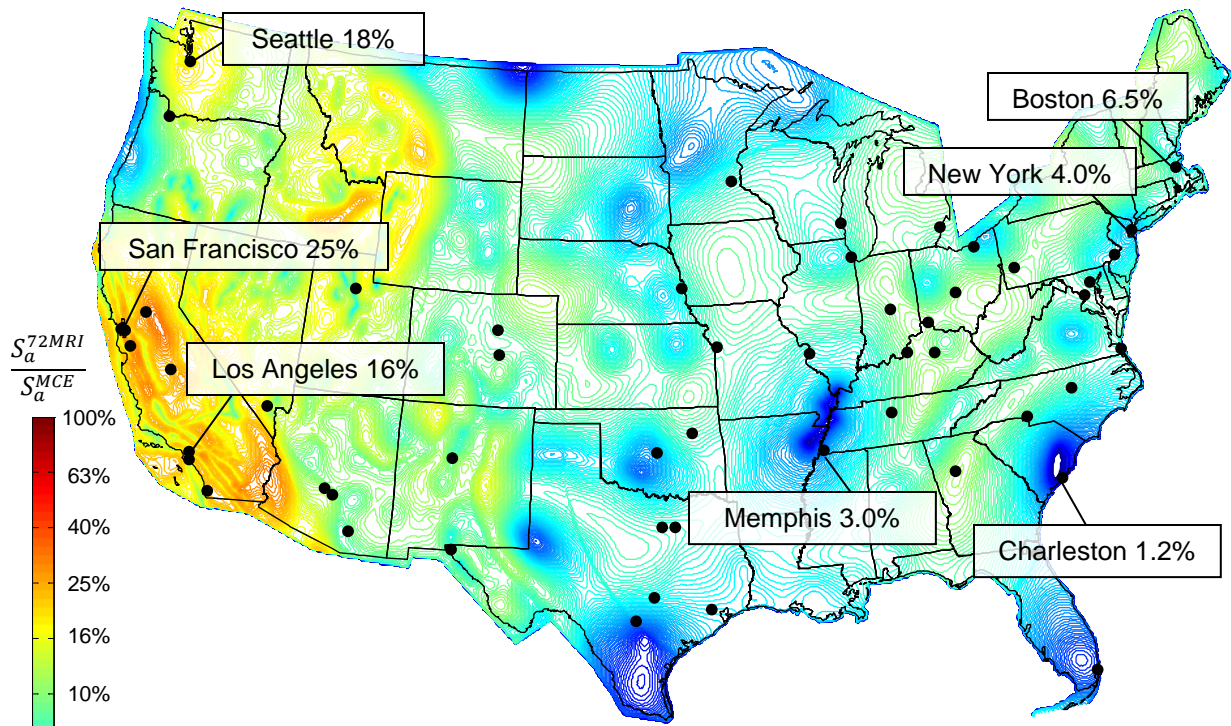 Seattle 18%
Boston 6.5%
New York 4.0%
San Francisco 25%
Los Angeles 16%
S_a^{72MRI}
S_a^{MCE}
100%
63%
40%
25%
16%
10%
Memphis 3.0%
Charleston 1.2%